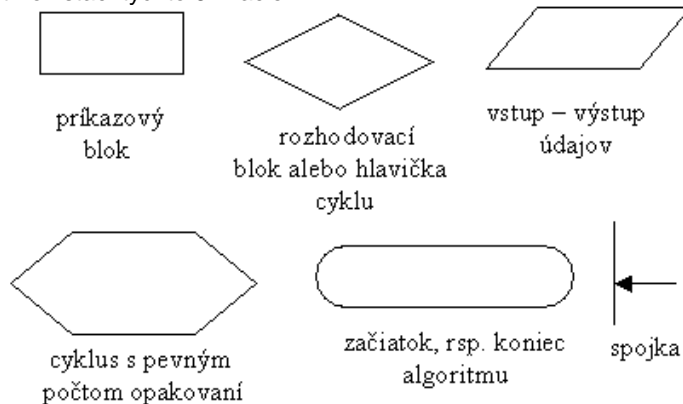 príkazový
blok
rozhodovací
blok alebo hlavička
cyklu
vstup – výstup
údajov
cyklus s pevným
počtom opakovaní
začiatok, rsp. koniec
algoritmu
spojka